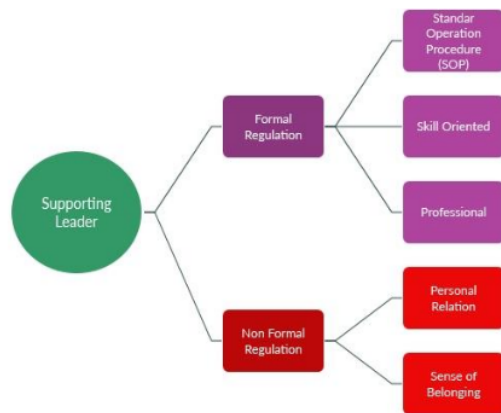 Supporting
Leader
Formal
Regulation
Standar
Operation
Procedure
(SOP)
Skill Oriented
Professional
Non Formal
Regulation
Personal
Relation
Sense of
Belonging